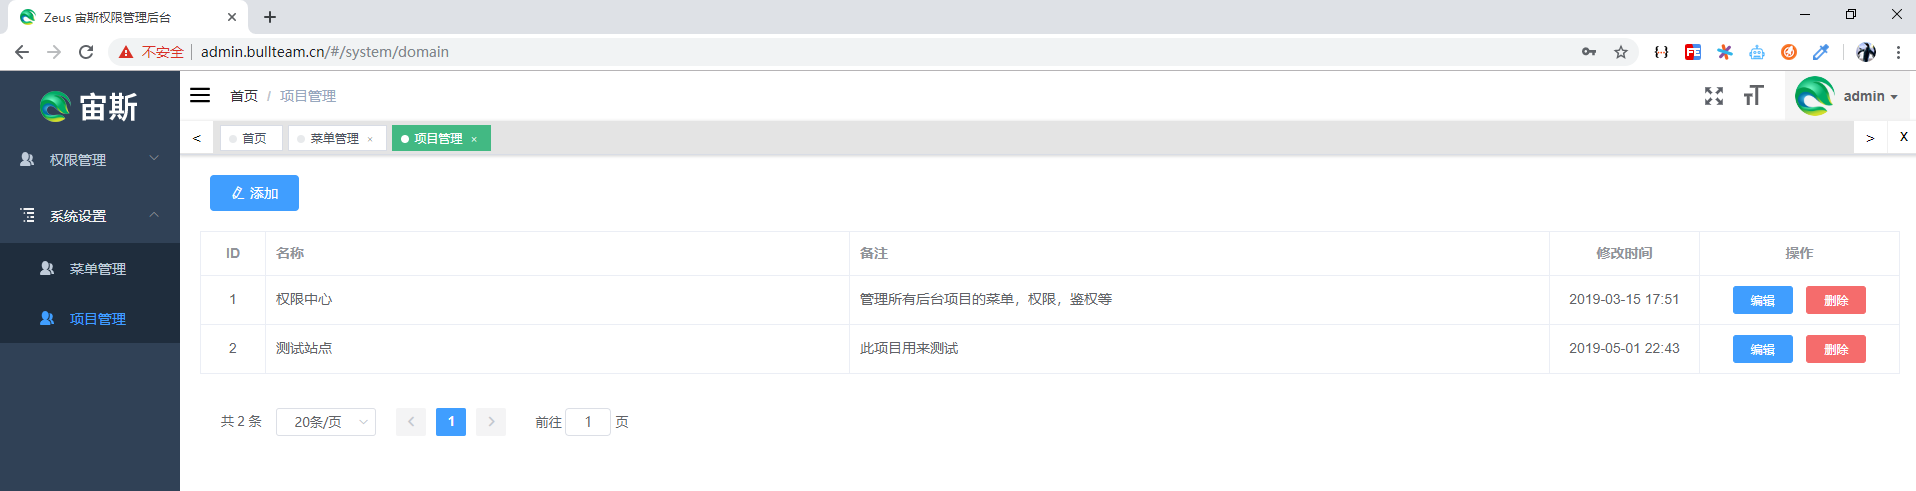 Zeus 宙斯权限管理后台
不安全 admin.bullteam.cn/#/system/domain
宙斯
首页 / 项目管理
admin
< 首页 菜单管理 × 项目管理 × > X
权限管理
系统设置
菜单管理
项目管理
添加
ID 名称 备注 修改时间 操作
1 权限中心 管理所有后台项目的菜单，权限，鉴权等 2019-03-15 17:51 编辑 删除
2 测试站点 此项目用来测试 2019-05-01 22:43 编辑 删除
共 2 条 20条/页 < 1 > 前往 1 页